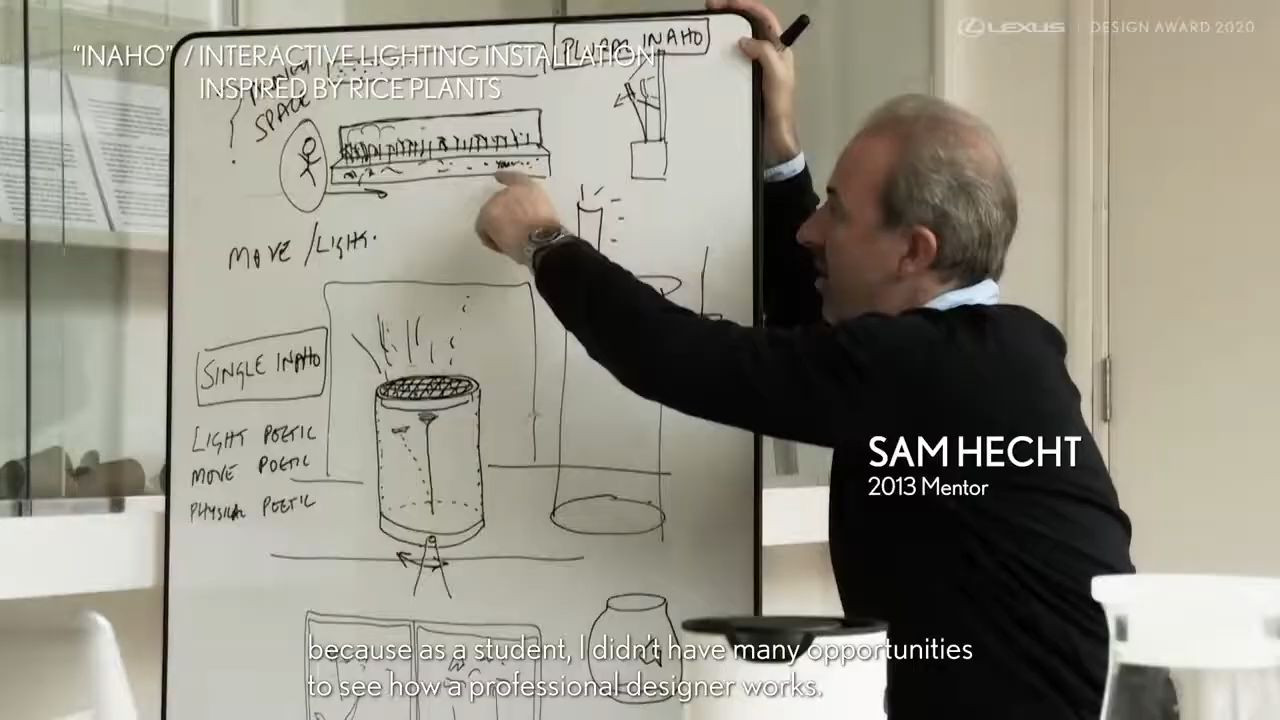 LEXUS | DESIGN AWARD 2020
"INAHO" / INTERACTIVE LIGHTING INSTALLATION
INSPIRED BY RICE PLANTS
INAHO
SPACE
MOVE / LIGHT.
SINGLE INAHO
LIGHT POETIC
MOVE POETIC
PHYSICAL POETIC
SAM HECHT
2013 Mentor
because as a student, I didn't have many opportunities
to see how a professional designer works.